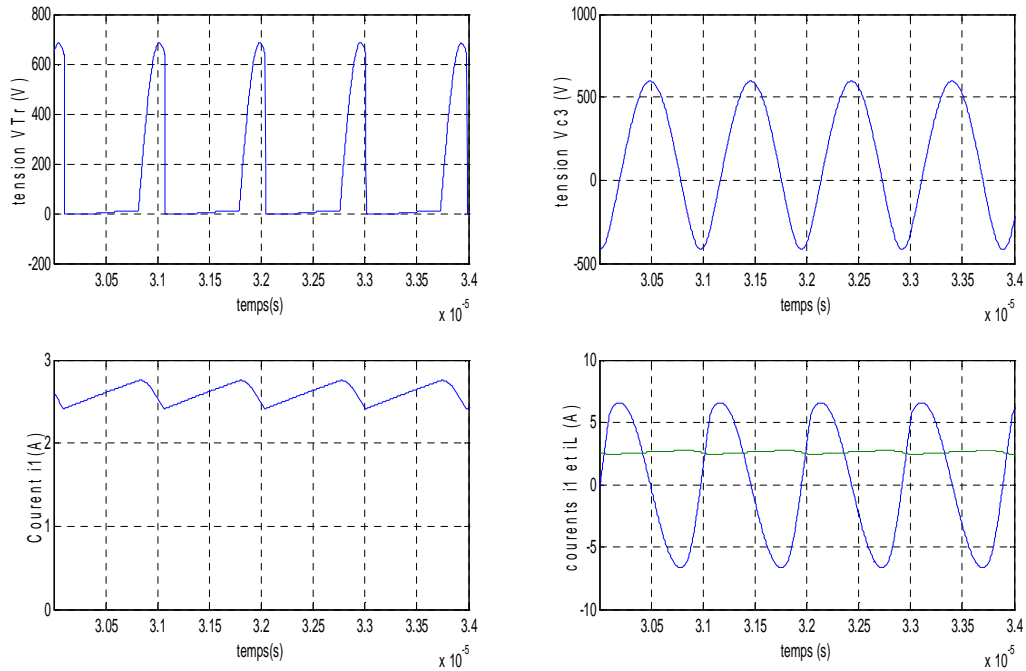 800
600
400
200
0
-200
tension VTr (V)
3.05 3.1 3.15 3.2 3.25 3.3 3.35 3.4
temps(s)
x 10-5
1000
500
0
-500
tension Vc3 (V)
3.05 3.1 3.15 3.2 3.25 3.3 3.35 3.4
temps (s)
x 10-5
3
2
1
0
Courent i1(A)
3.05 3.1 3.15 3.2 3.25 3.3 3.35 3.4
temps(s)
x 10-5
10
5
0
-5
-10
courents i1 et iL (A)
3.05 3.1 3.15 3.2 3.25 3.3 3.35 3.4
temps (s)
x 10-5